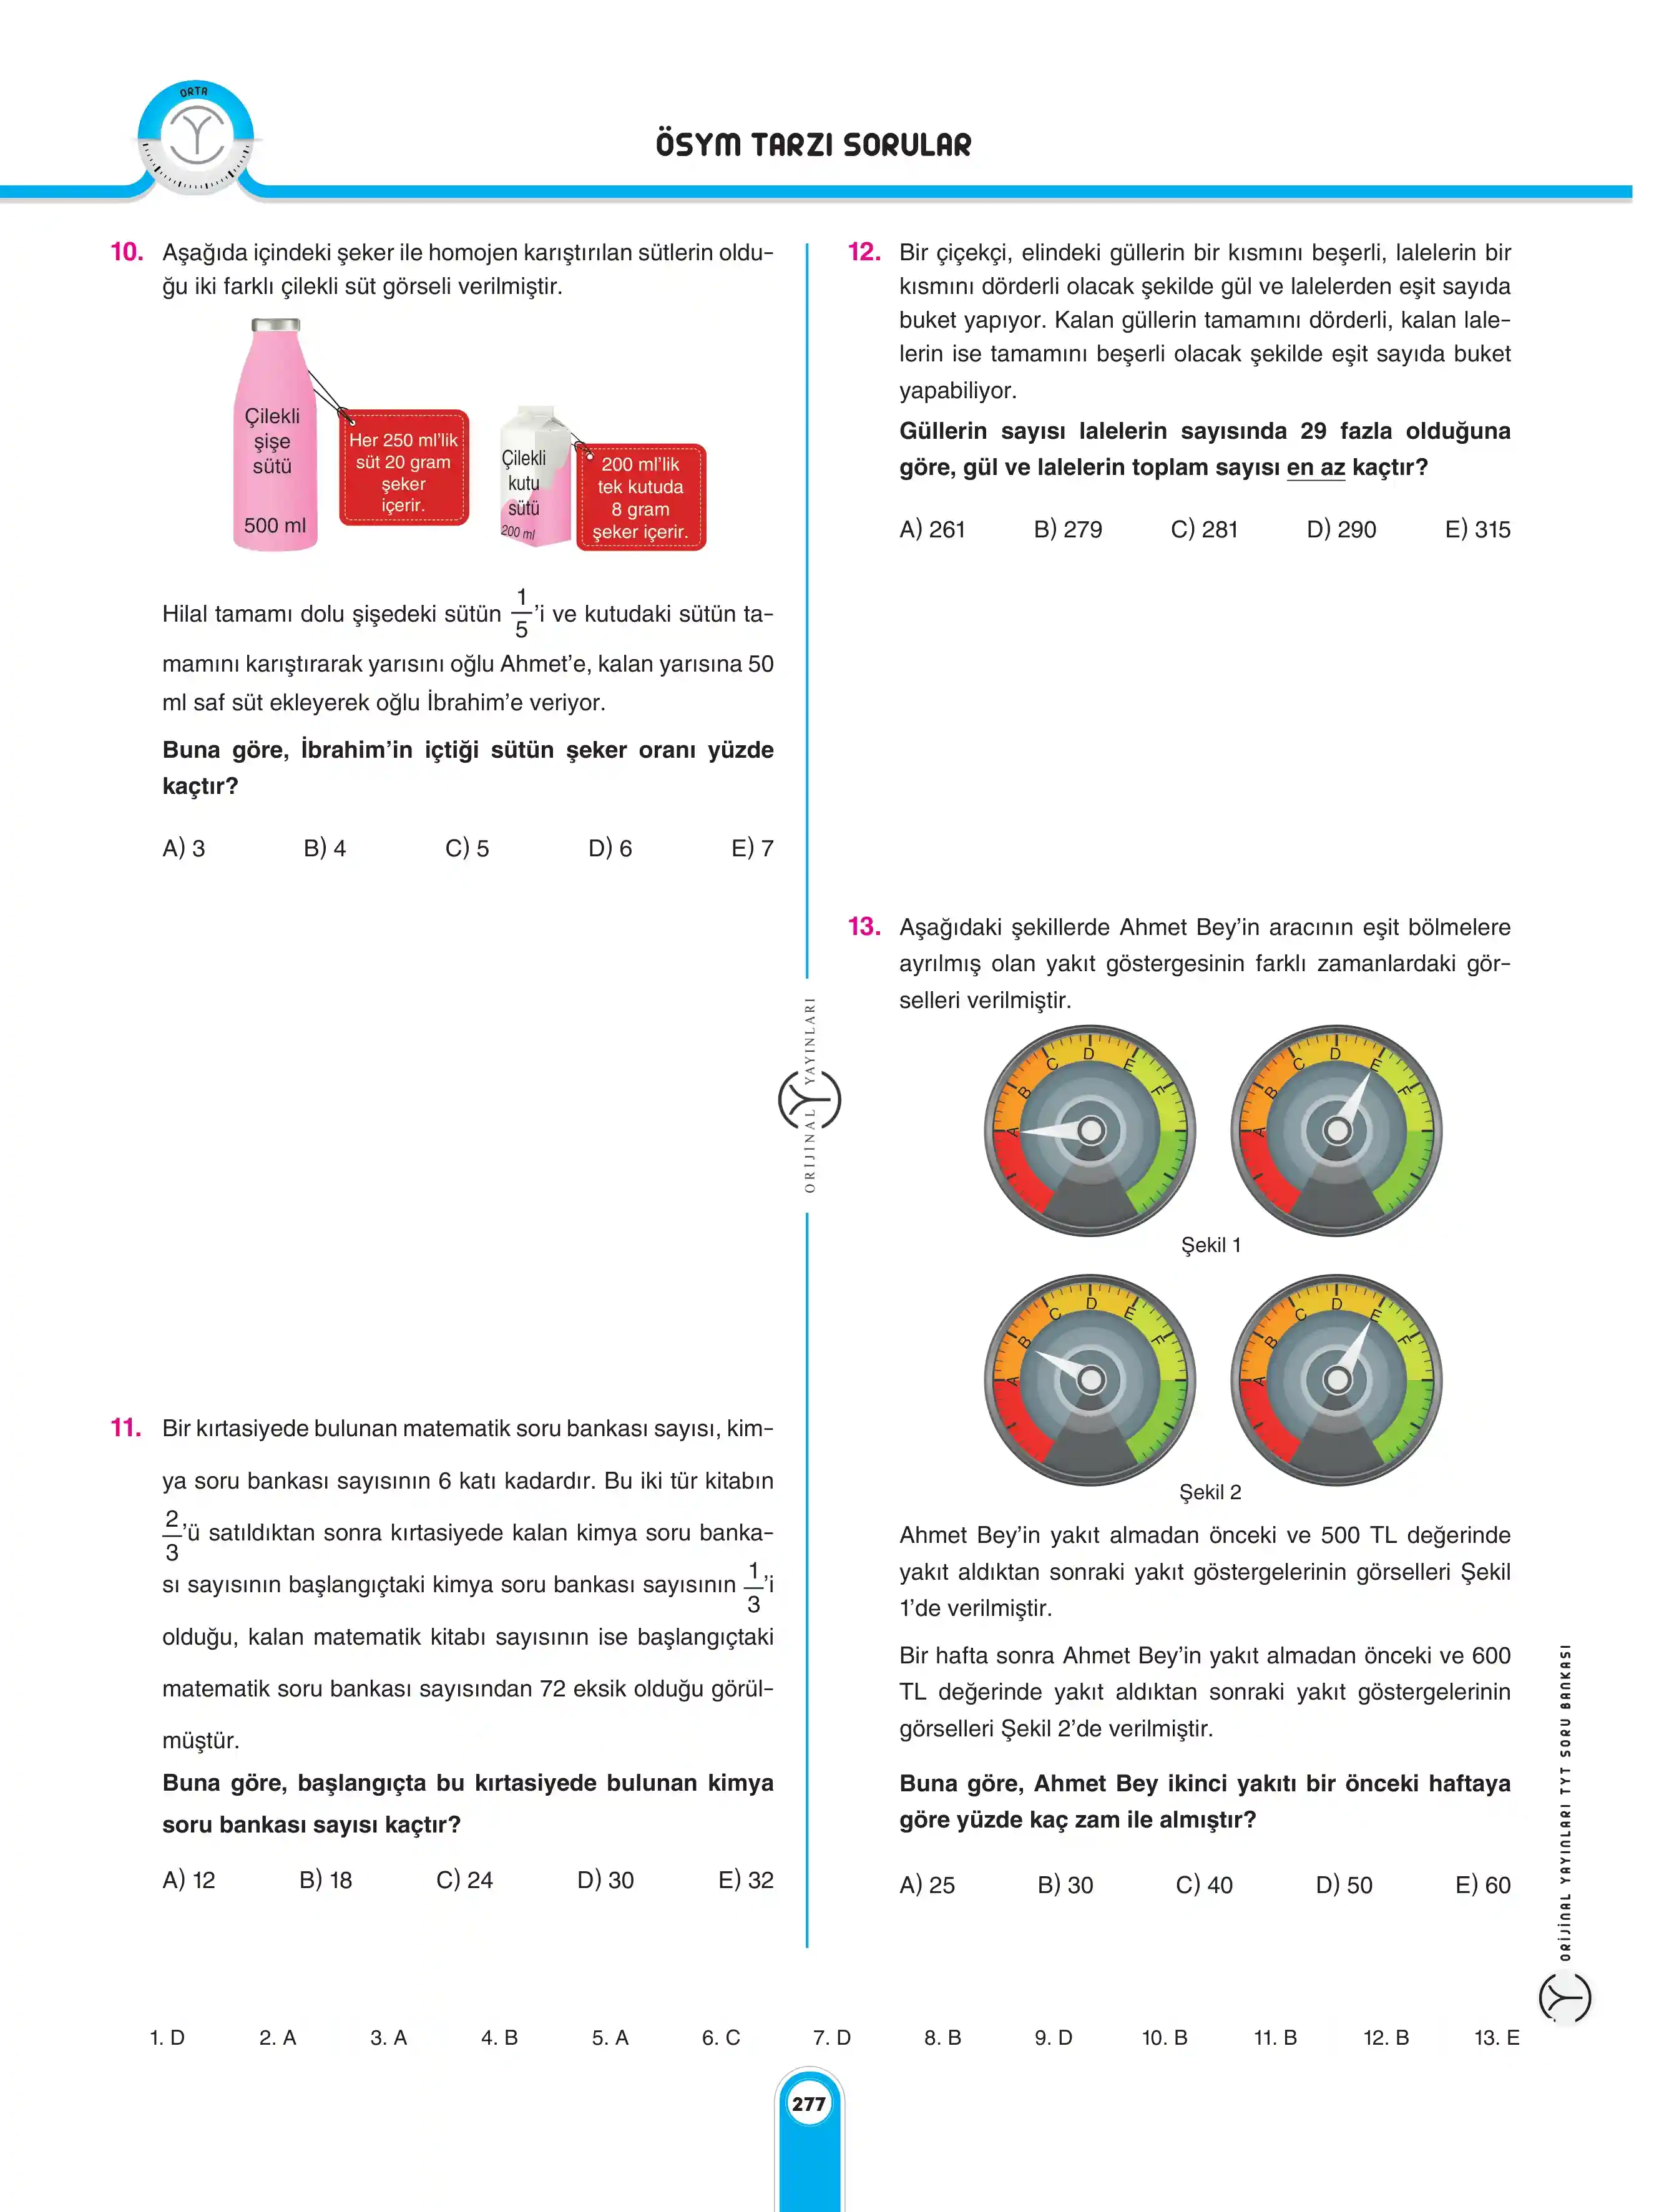 ORTA
ÖSYM TARZI SORULAR
10. Aşağıda içindeki şeker ile homojen karıştırılan sütlerin oldu-
ğu iki farklı çilekli süt görseli verilmiştir.
Çilekli
şişe
sütü
500 ml
Her 250 ml'lik
süt 20 gram
şeker
içerir.
Çilekli
kutu
sütü
200 ml
200 ml'lik
tek kutuda
8 gram
şeker içerir.
Hilal tamamı dolu şişedeki sütün 1/5'i ve kutudaki sütün ta-
mamını karıştırarak yarısını oğlu Ahmet'e, kalan yarısına 50
ml saf süt ekleyerek oğlu İbrahim'e veriyor.
Buna göre, İbrahim'in içtiği sütün şeker oranı yüzde
kaçtır?
A) 3 B) 4 C) 5 D) 6 E) 7
11. Bir kırtasiyede bulunan matematik soru bankası sayısı, kim-
ya soru bankası sayısının 6 katı kadardır. Bu iki tür kitabın
2/3'ü satıldıktan sonra kırtasiyede kalan kimya soru banka-
sı sayısının başlangıçtaki kimya soru bankası sayısının 1/3'i
olduğu, kalan matematik kitabı sayısının ise başlangıçtaki
matematik soru bankası sayısından 72 eksik olduğu görül-
müştür.
Buna göre, başlangıçta bu kırtasiyede bulunan kimya
soru bankası sayısı kaçtır?
A) 12 B) 18 C) 24 D) 30 E) 32
ORİJİNAL YAYINLARI
12. Bir çiçekçi, elindeki güllerin bir kısmını beşerli, lalelerin bir
kısmını dörderli olacak şekilde gül ve lalelerden eşit sayıda
buket yapıyor. Kalan güllerin tamamını dörderli, kalan lale-
lerin ise tamamını beşerli olacak şekilde eşit sayıda buket
yapabiliyor.
Güllerin sayısı lalelerin sayısında 29 fazla olduğuna
göre, gül ve lalelerin toplam sayısı en az kaçtır?
A) 261 B) 279 C) 281 D) 290 E) 315
13. Aşağıdaki şekillerde Ahmet Bey'in aracının eşit bölmelere
ayrılmış olan yakıt göstergesinin farklı zamanlardaki gör-
selleri verilmiştir.
A B C D E F
A B C D E F
Şekil 1
A B C D E F
A B C D E F
Şekil 2
Ahmet Bey'in yakıt almadan önceki ve 500 TL değerinde
yakıt aldıktan sonraki yakıt göstergelerinin görselleri Şekil
1'de verilmiştir.
Bir hafta sonra Ahmet Bey'in yakıt almadan önceki ve 600
TL değerinde yakıt aldıktan sonraki yakıt göstergelerinin
görselleri Şekil 2'de verilmiştir.
Buna göre, Ahmet Bey ikinci yakıtı bir önceki haftaya
göre yüzde kaç zam ile almıştır?
A) 25 B) 30 C) 40 D) 50 E) 60
ORİJİNAL YAYINLARI TYT SORU BANKASI
1. D 2. A 3. A 4. B 5. A 6. C 7. D 8. B 9. D 10. B 11. B 12. B 13. E
277